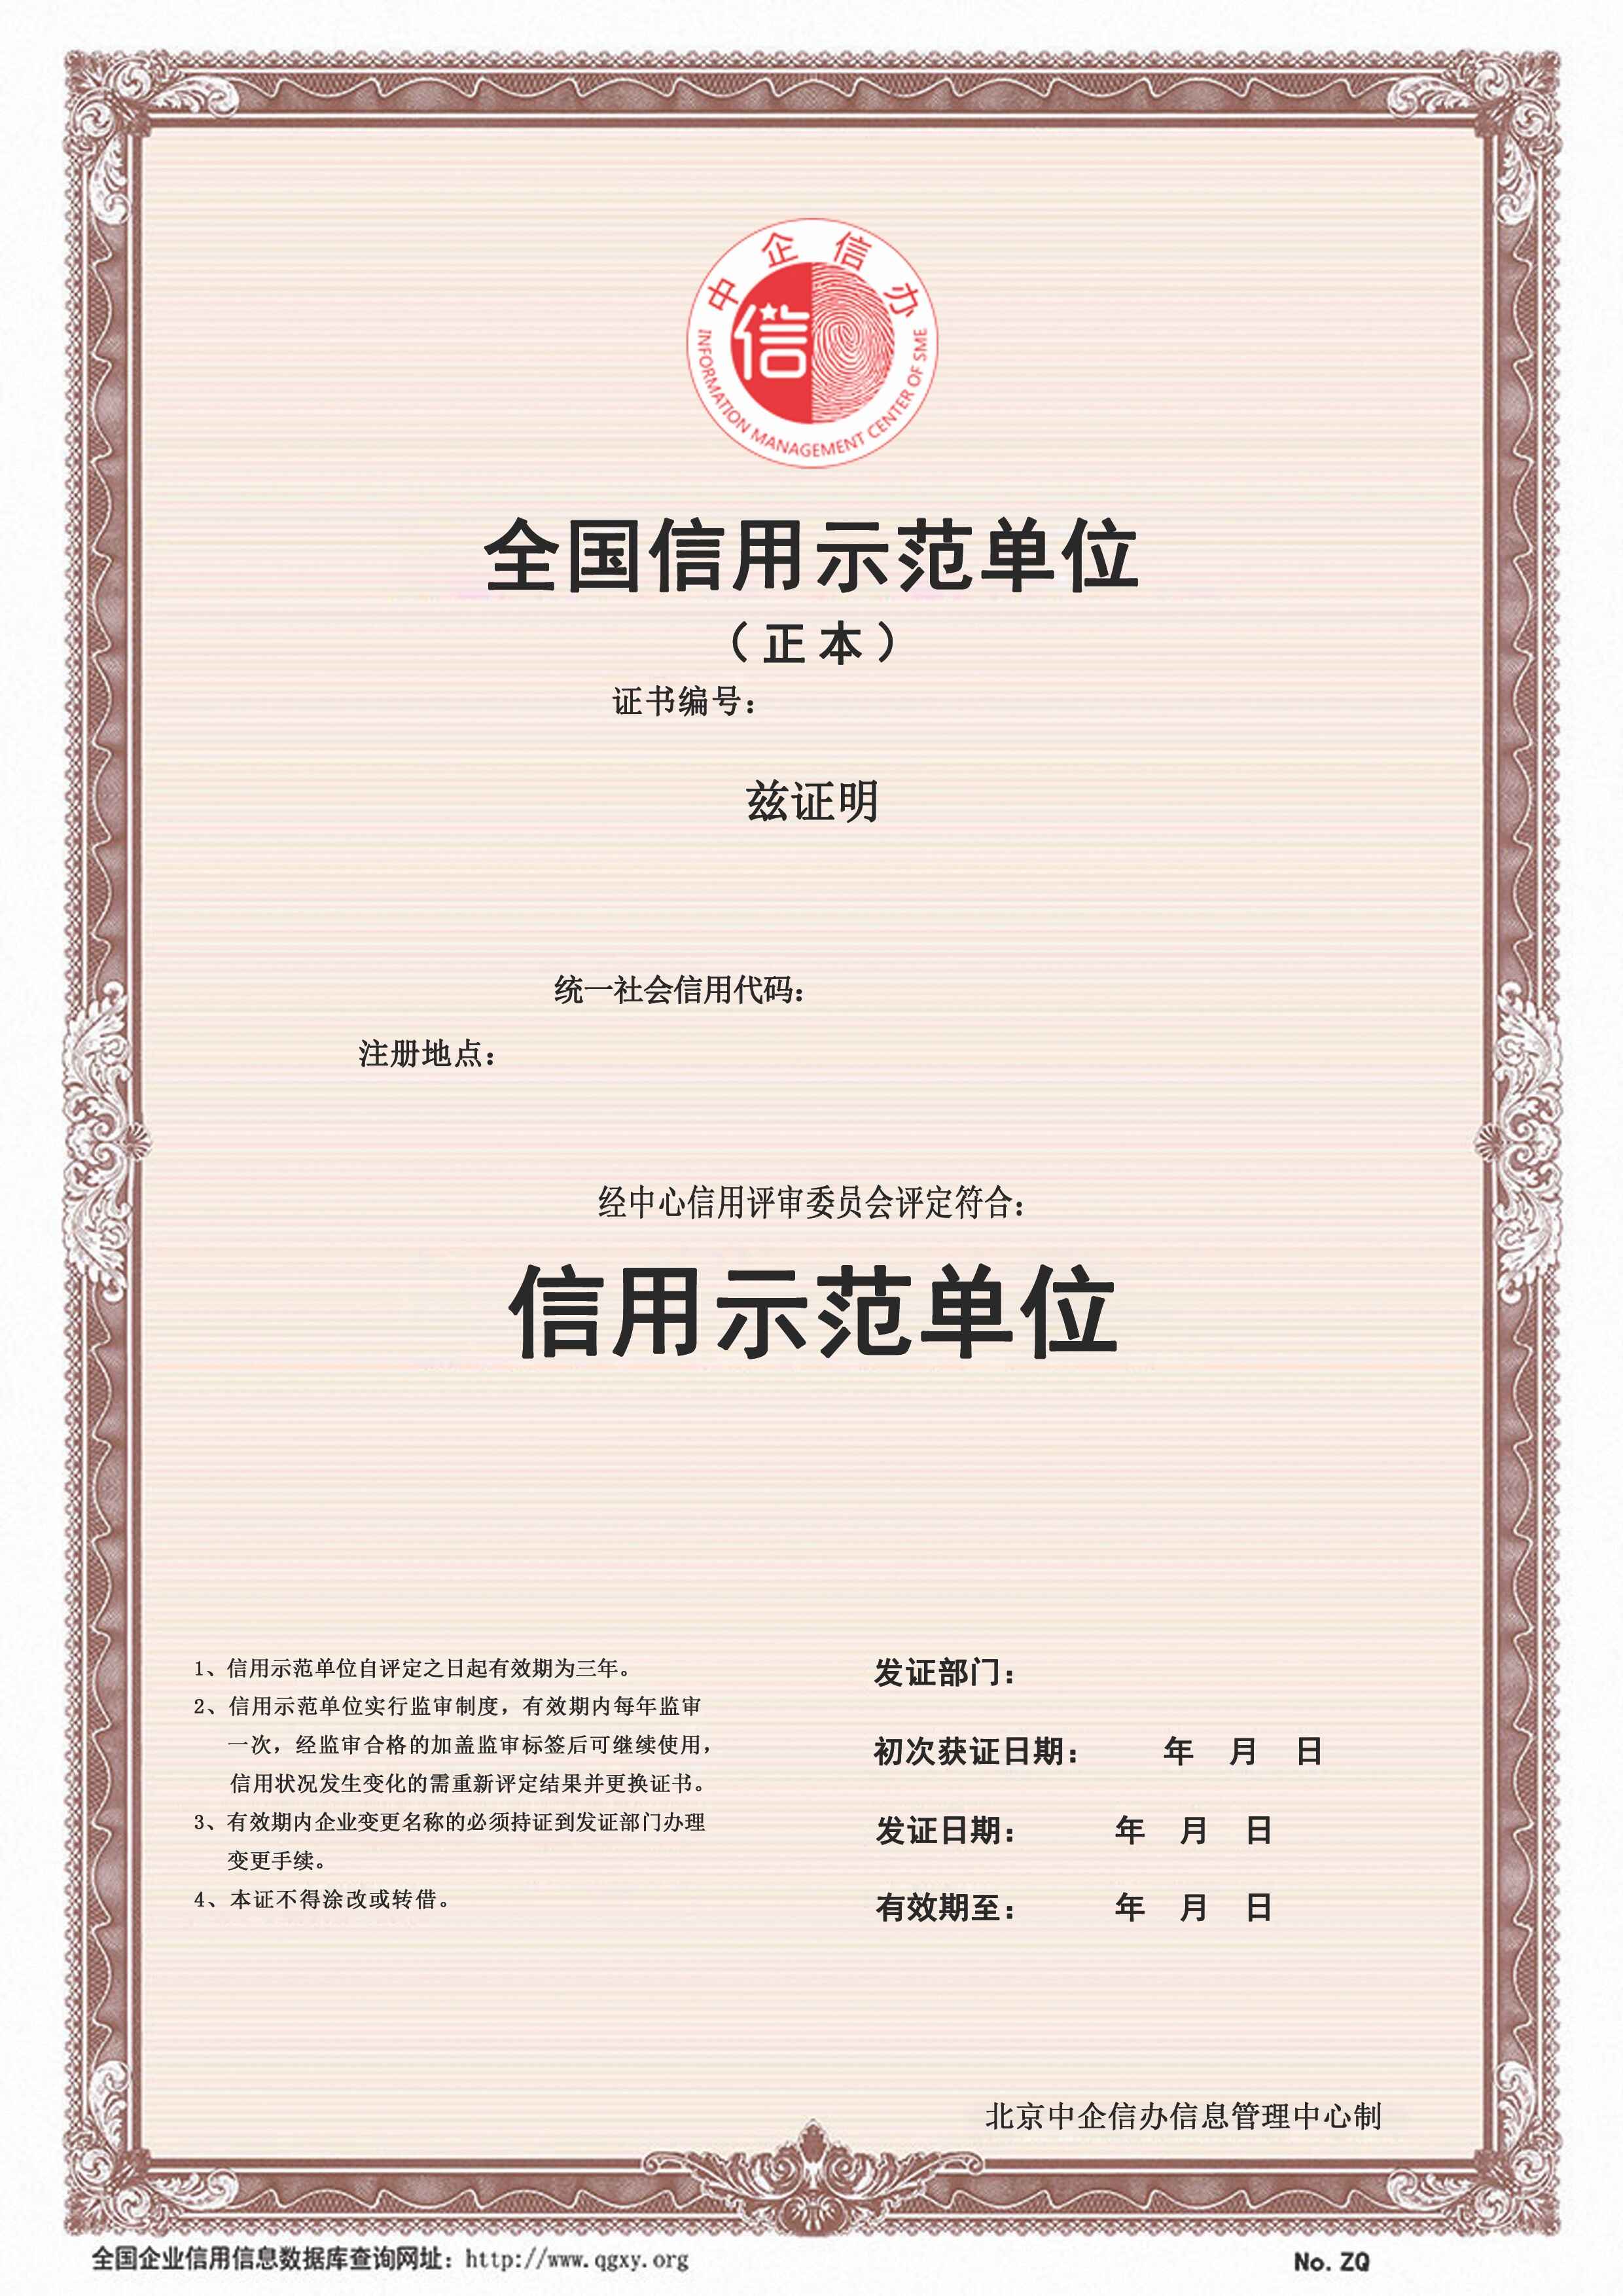 中企信办
信
INFORMATION MANAGEMENT CENTER OF SME
全国信用示范单位
（正本）
证书编号：
兹证明
统一社会信用代码：
注册地点：
经中心信用评审委员会评定符合：
信用示范单位
1、信用示范单位自评定之日起有效期为三年。
2、信用示范单位实行监审制度，有效期内每年监审
一次，经监审合格的加盖监审标签后可继续使用，
信用状况发生变化的需重新评定结果并更换证书。
3、有效期内企业变更名称的必须持证到发证部门办理
变更手续。
4、本证不得涂改或转借。
发证部门：
初次获证日期： 年 月 日
发证日期： 年 月 日
有效期至： 年 月 日
北京中企信办信息管理中心制
全国企业信用信息数据库查询网址：http://www.qgxy.org
No. ZQ